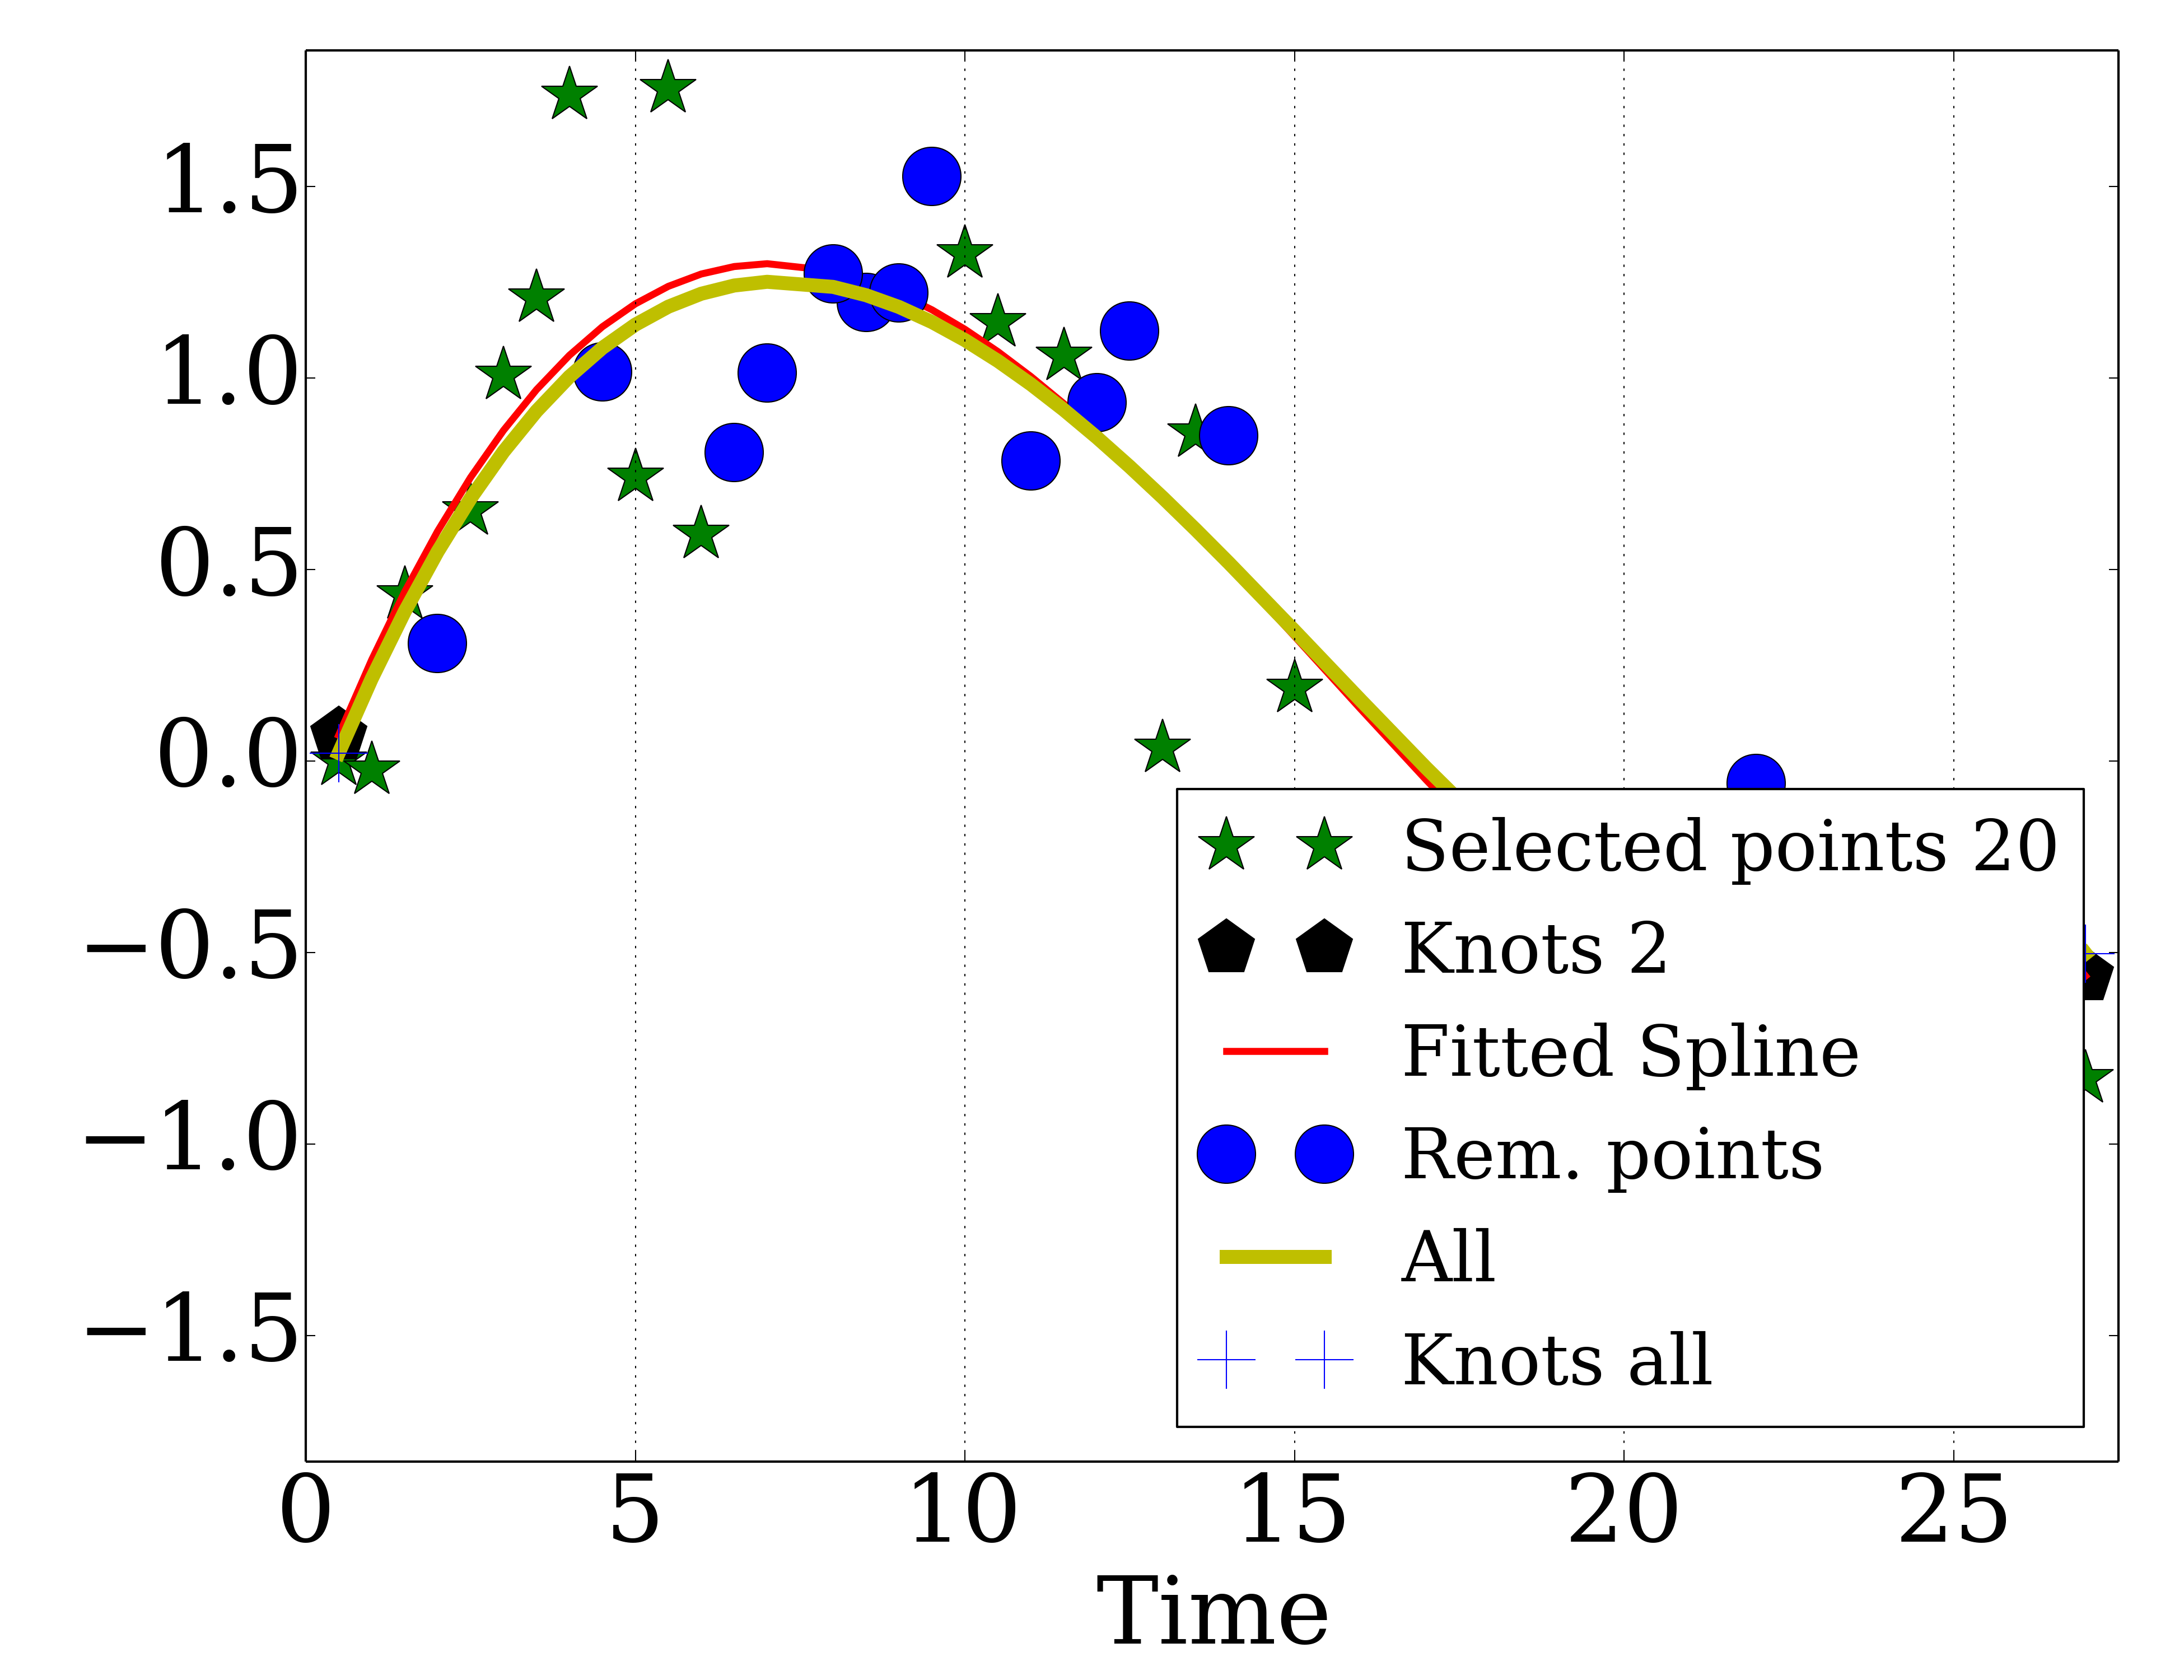 1.5
1.0
0.5
0.0
−0.5
−1.0
−1.5
Selected points 20
Knots 2
Fitted Spline
Rem. points
All
Knots all
0 5 10 15 20 25
Time